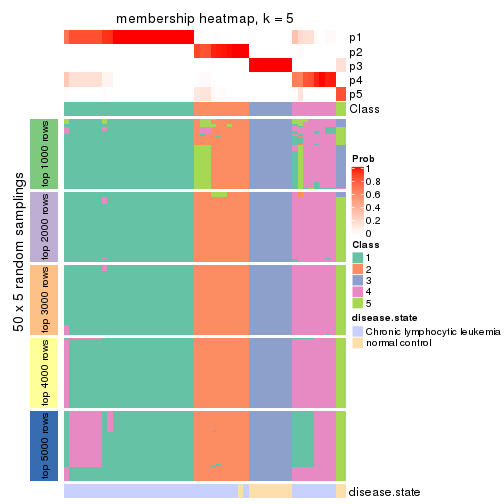 membership heatmap, k = 5
p1
p2
p3
p4
p5
Class
50 x 5 random samplings
top 1000 rows
top 2000 rows
top 3000 rows
top 4000 rows
top 5000 rows
disease.state
Prob
1
0.8
0.6
0.4
0.2
0
Class
1
2
3
4
5
disease.state
Chronic lymphocytic leukemia
normal control